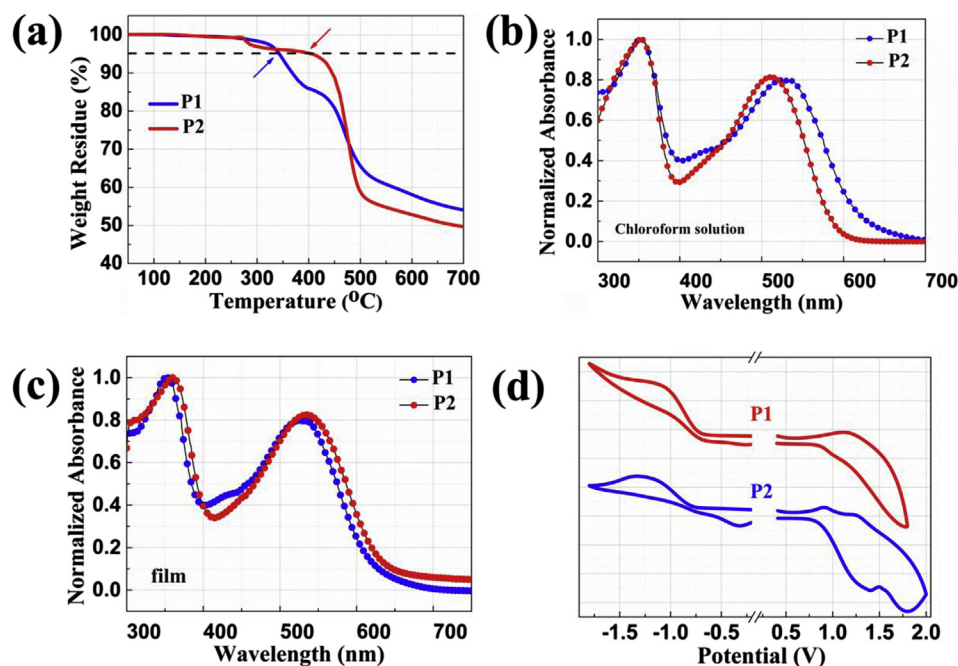 (a)
100
90
80
70
60
50
40
Weight Residue (%)
P1
P2
100 200 300 400 500 600 700
Temperature (ºC)
(b)
1.0
0.8
0.6
0.4
0.2
0.0
Normalized Absorbance
P1
P2
Chloroform solution
300 400 500 600 700
Wavelength (nm)
(c)
1.0
0.8
0.6
0.4
0.2
0.0
Normalized Absorbance
P1
P2
film
300 400 500 600 700
Wavelength (nm)
(d)
P1
P2
-1.5 -1.0 -0.5 0.5 1.0 1.5 2.0
Potential (V)